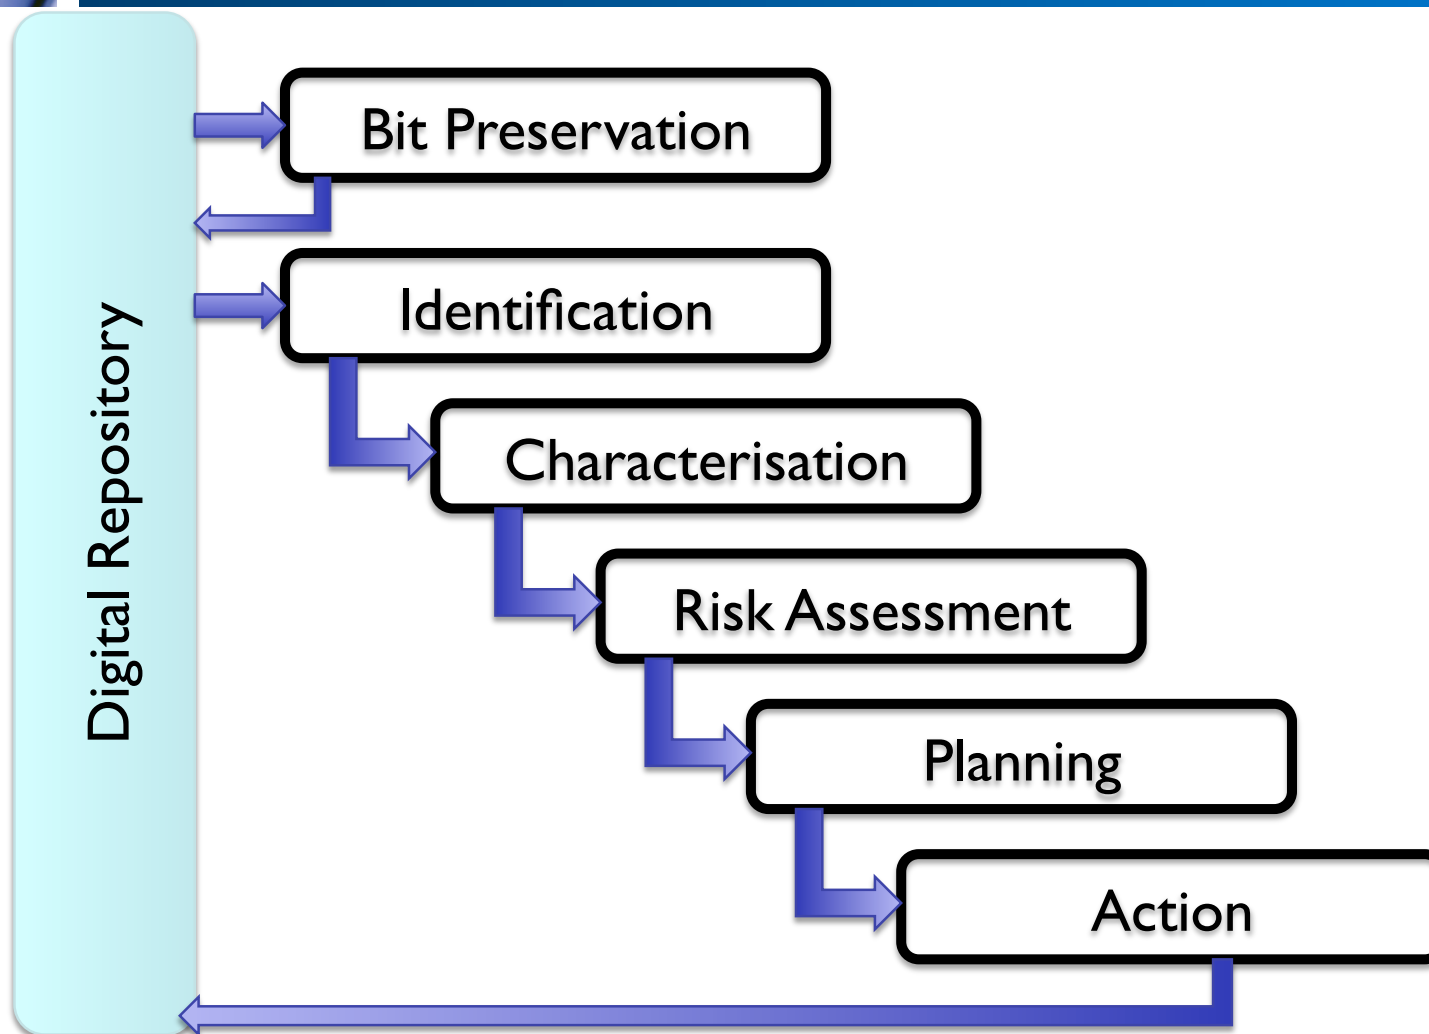 Digital Repository
Bit Preservation
Identification
Characterisation
Risk Assessment
Planning
Action